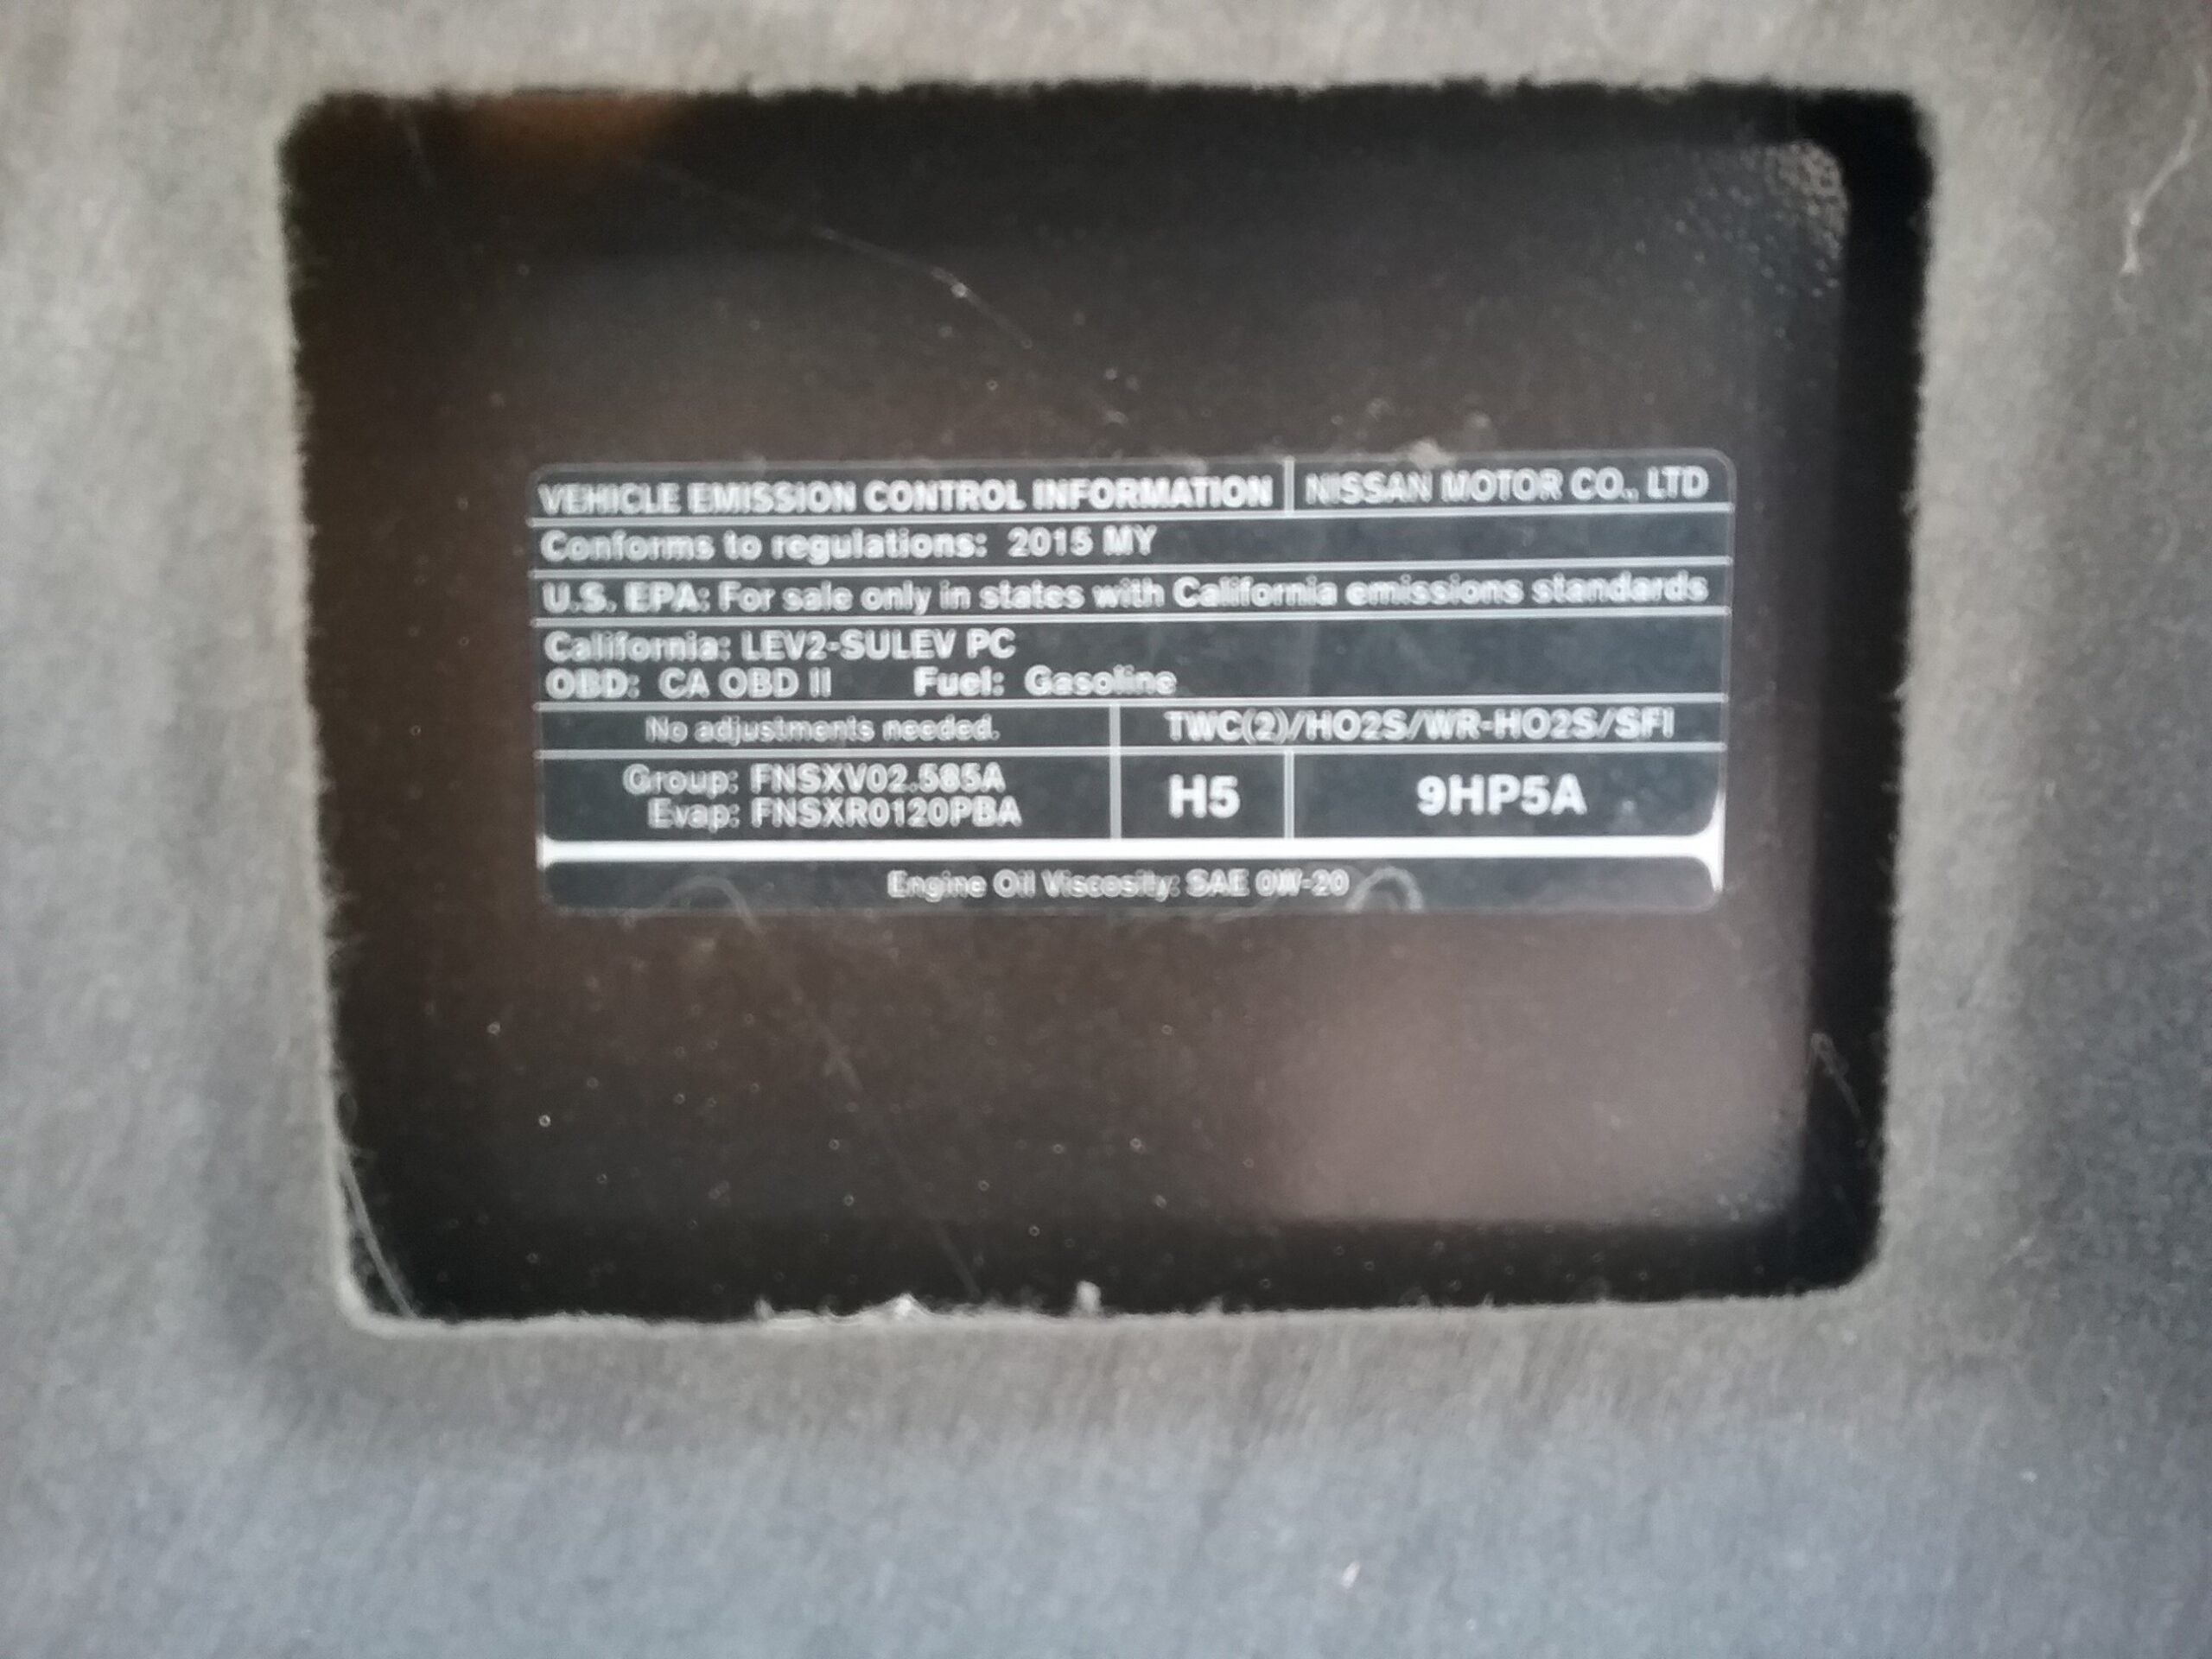 VEHICLE EMISSION CONTROL INFORMATION NISSAN MOTOR CO., LTD
Conforms to regulations: 2015 MY
U.S. EPA: For sale only in states with California emissions standards
California: LEV2-SULEV PC
OBD: CA OBD II Fuel: Gasoline
No adjustments needed. TWC(2)/HO2S/WR-HO2S/SFI
Group: FNSXV02.585A
Evap: FNSXR0120PBA
H5 9HP5A
Engine Oil Viscosity: SAE 0W-20